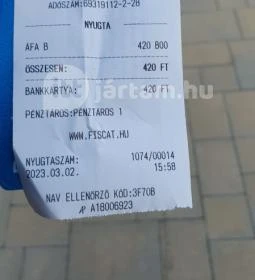 ADÓSZÁM:69319112-2-28
NYUGTA
ÁFA B 420 B00
ÖSSZESEN: 420 FT
BANKKÁRTYA: 420 FT
PÉNZTÁROS:PÉNZTÁROS 1
WWW.FISCAT.HU
NYUGTASZÁM: 1074/00014
2023.03.02. 15:58
NAV ELLENŐRZŐ KÓD:3F70B
AP A18006923
jártam.hu